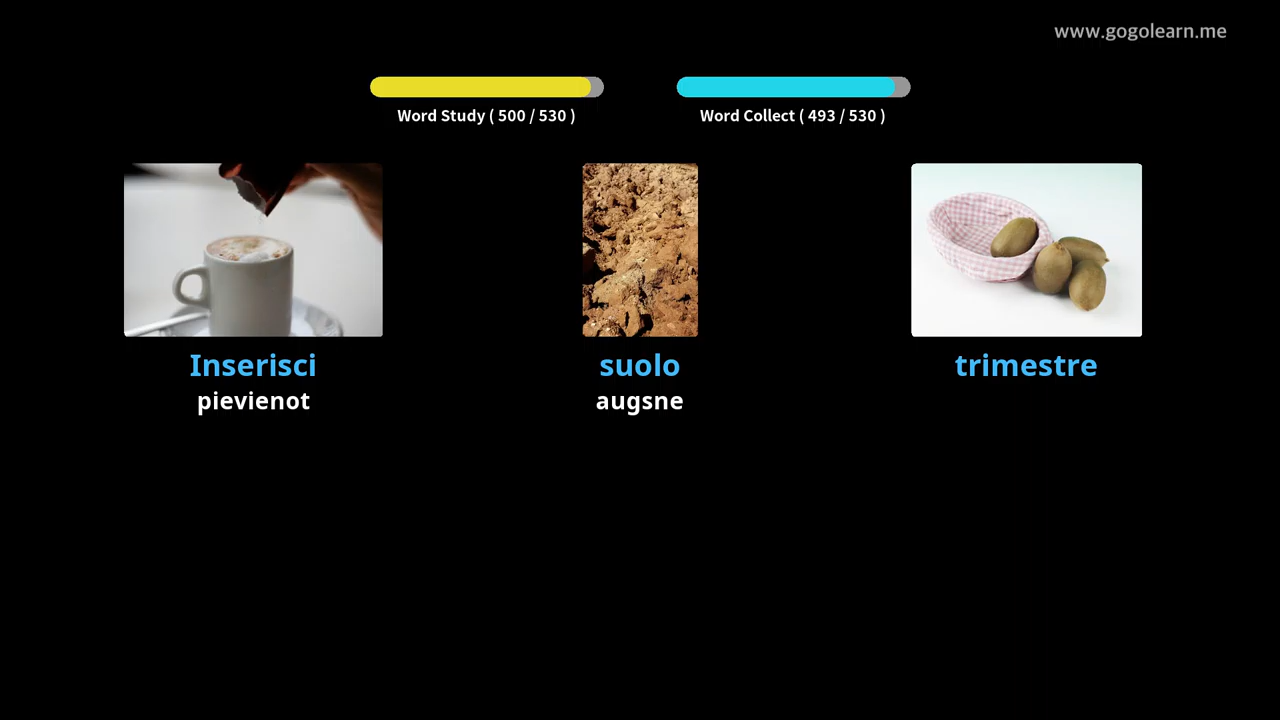 www.gogolearn.me
Word Study ( 500 / 530 )
Word Collect ( 493 / 530 )
Inserisci
pievienot
suolo
augsne
trimestre